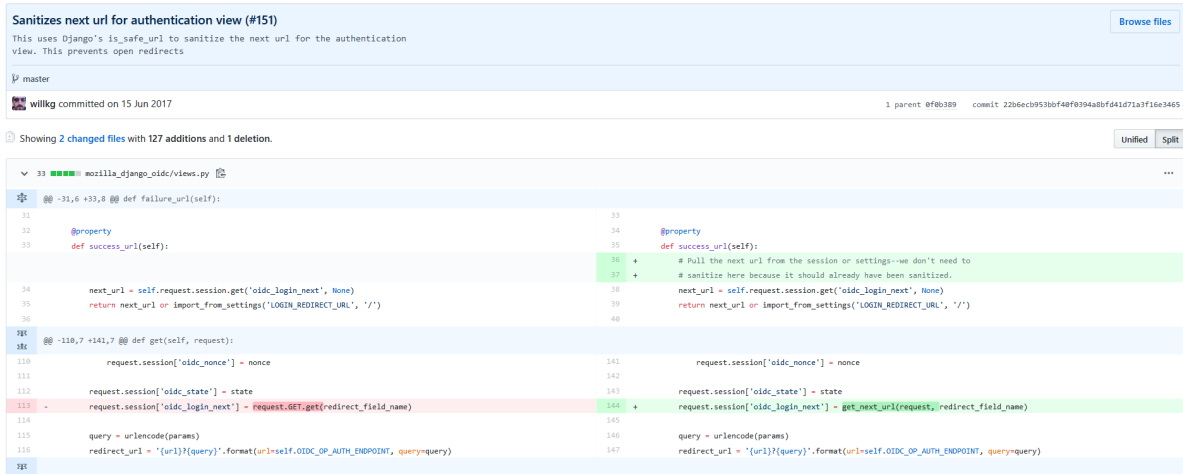 Sanitizes next url for authentication view (#151)
Browse files
This uses Django's is_safe_url to sanitize the next url for the authentication
view. This prevents open redirects
master
willkg committed on 15 Jun 2017
1 parent 0f0b389 commit 22b6ecb953bbf40f0394a8bfd41d71a3f16e3465
Showing 2 changed files with 127 additions and 1 deletion.
Unified Split
33 mozilla_django_oidc/views.py
@@ -31,6 +33,8 @@ def failure_url(self):
31 33
32 @property 34 @property
33 def success_url(self): 35 def success_url(self):
36 + # Pull the next url from the session or settings--we don't need to
37 + # sanitize here because it should already have been sanitized.
34 next_url = self.request.session.get('oidc_login_next', None) 38 next_url = self.request.session.get('oidc_login_next', None)
35 return next_url or import_from_settings('LOGIN_REDIRECT_URL', '/') 39 return next_url or import_from_settings('LOGIN_REDIRECT_URL', '/')
36 40
@@ -110,7 +141,7 @@ def get(self, request):
110 request.session['oidc_nonce'] = nonce 141 request.session['oidc_nonce'] = nonce
111 142
112 request.session['oidc_state'] = state 143 request.session['oidc_state'] = state
113 - request.session['oidc_login_next'] = request.GET.get(redirect_field_name) 144 + request.session['oidc_login_next'] = get_next_url(request, redirect_field_name)
114 145
115 query = urlencode(params) 146 query = urlencode(params)
116 redirect_url = '{url}?{query}'.format(url=self.OIDC_OP_AUTH_ENDPOINT, query=query) 147 redirect_url = '{url}?{query}'.format(url=self.OIDC_OP_AUTH_ENDPOINT, query=query)